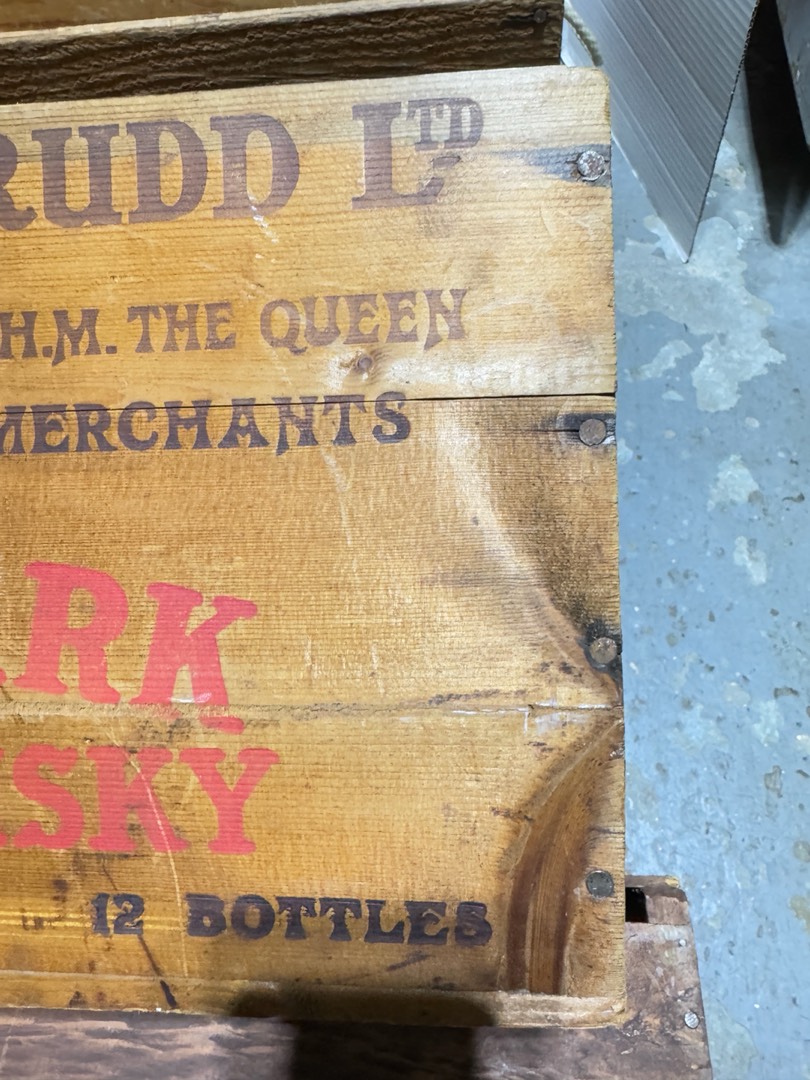 RUDD LTD
H.M. THE QUEEN
MERCHANTS
RK
SKY
12 BOTTLES